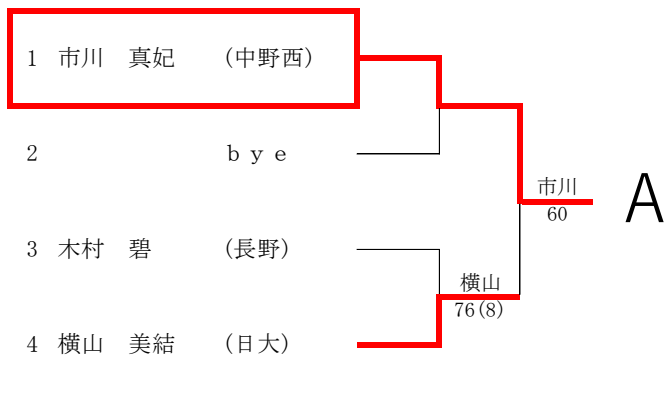 1 市川 真妃 (中野西)
2 bye
市川
60
A
3 木村 碧 (長野)
横山
76(8)
4 横山 美結 (日大)